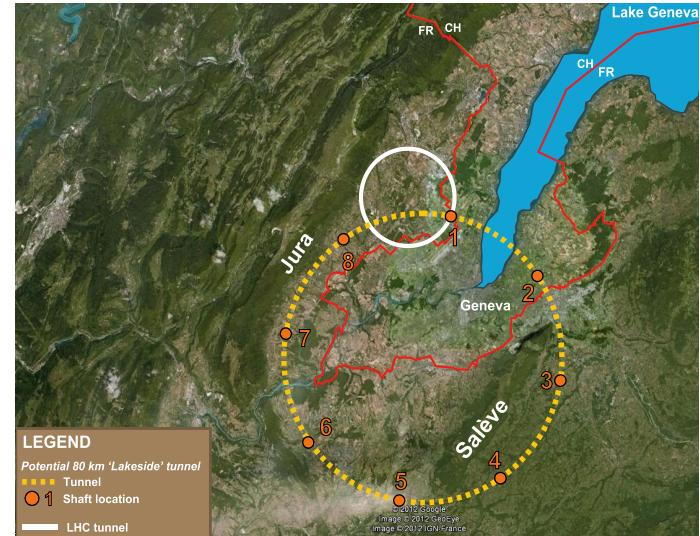 Lake Geneva
FR CH
CH
FR
1
Jura
8
2
Geneva
7
3
Salève
6
4
5
LEGEND
Potential 80 km ‘Lakeside’ tunnel
Tunnel
1 Shaft location
LHC tunnel
© 2012 Google
Image © 2012 GeoEye
Image © 2012 IGN-France